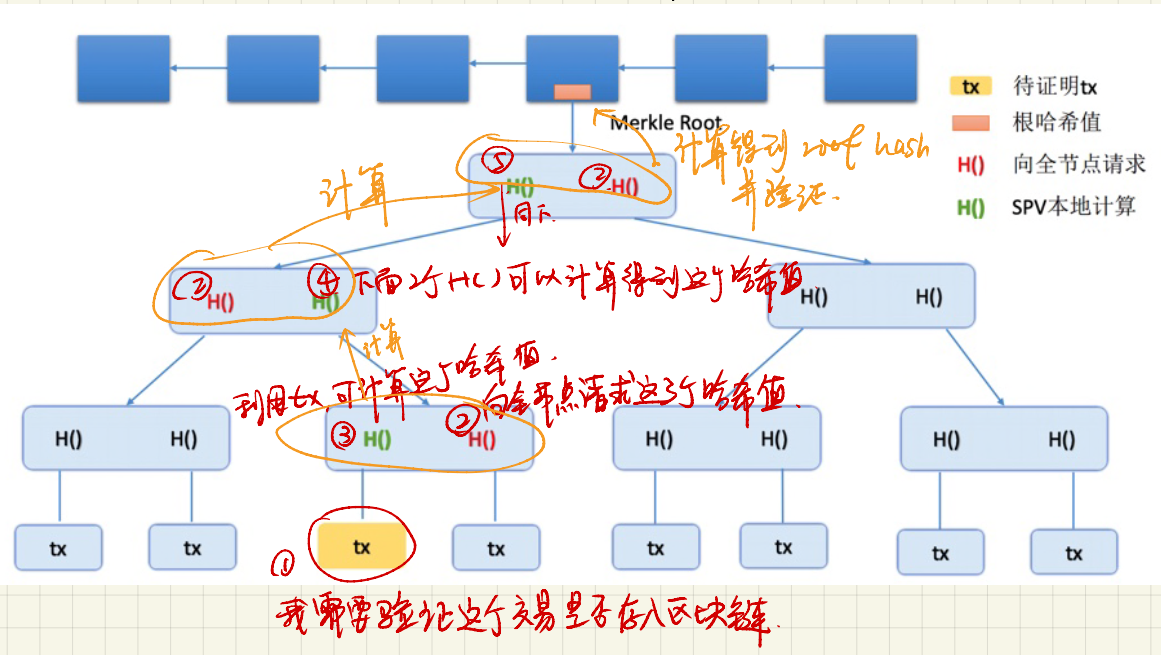 Merkle Root
tx 待证明tx
根哈希值
H() 向全节点请求
H() SPV本地计算
计算得到 root hash
并验证.
计算
⑤ H() ② H()
同下.
② H() ④ H()
下面2个H()可以计算得到这个哈希值
H() H()
计算
利用tx,可计算这个哈希值.
向全节点请求这3个哈希值.
H() H()
③ H() ② H()
H() H()
H() H()
tx tx tx tx tx tx tx tx
①
我需要验证这个交易是否存入区块链.